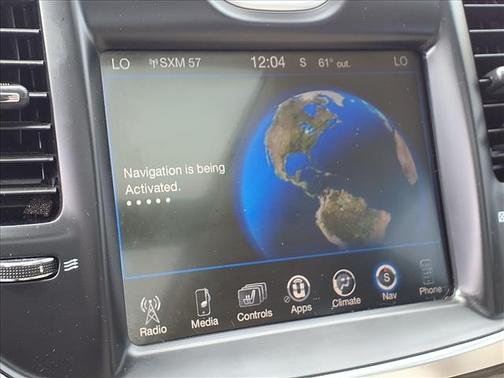 LO SXM 57 12:04 S 61° out. LO
Navigation is being
Activated.
Radio Media Controls Apps Climate Nav Phone
S